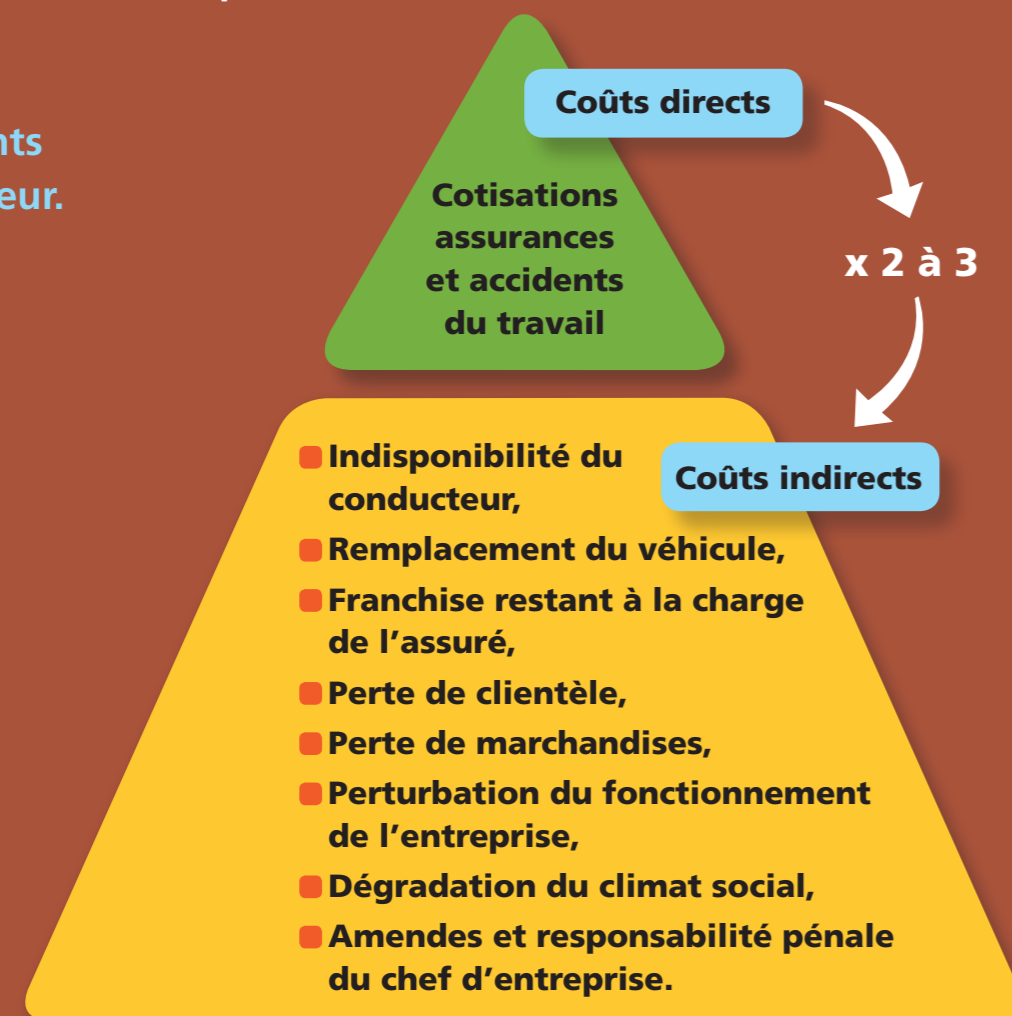 nts
eur.
Coûts directs
Cotisations
assurances
et accidents
du travail
x 2 à 3
Coûts indirects
Indisponibilité du
conducteur,
Remplacement du véhicule,
Franchise restant à la charge
de l’assuré,
Perte de clientèle,
Perte de marchandises,
Perturbation du fonctionnement
de l’entreprise,
Dégradation du climat social,
Amendes et responsabilité pénale
du chef d’entreprise.